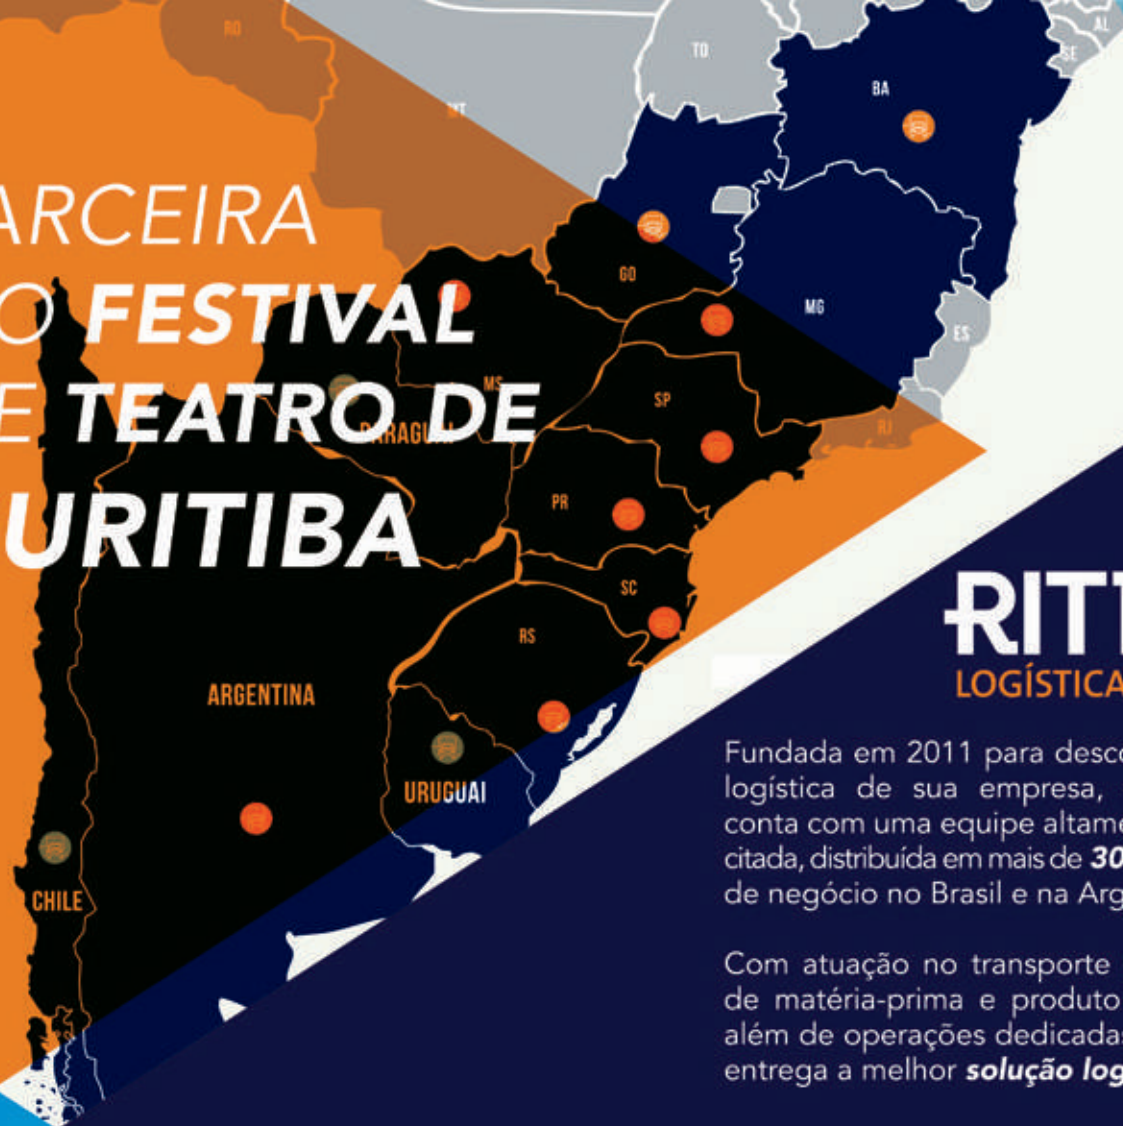 RO
MT
TO
BA
AL
SE
ARCEIRA
O FESTIVAL
E TEATRO DE
URITIBA
GO
MG
ES
MS
SP
RJ
PARAGUAI
PR
SC
RS
ARGENTINA
URUGUAI
CHILE
RITT
LOGÍSTICA
Fundada em 2011 para desco
logística de sua empresa,
conta com uma equipe altame
citada, distribuída em mais de 30
de negócio no Brasil e na Arg
Com atuação no transporte
de matéria-prima e produto
além de operações dedicadas
entrega a melhor solução log